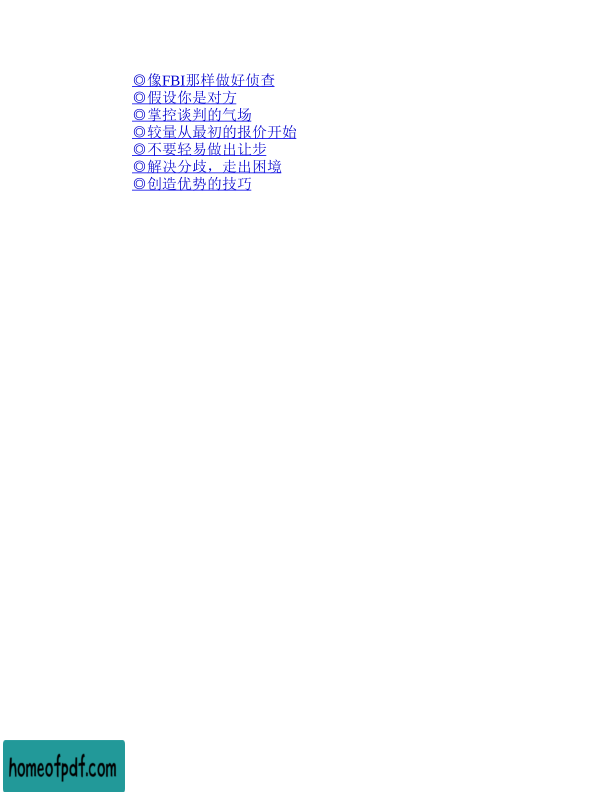 ◎像FBI那样做好侦查
◎假设你是对方
◎掌控谈判的气场
◎较量从最初的报价开始
◎不要轻易做出让步
◎解决分歧，走出困境
◎创造优势的技巧
homeofpdf.com